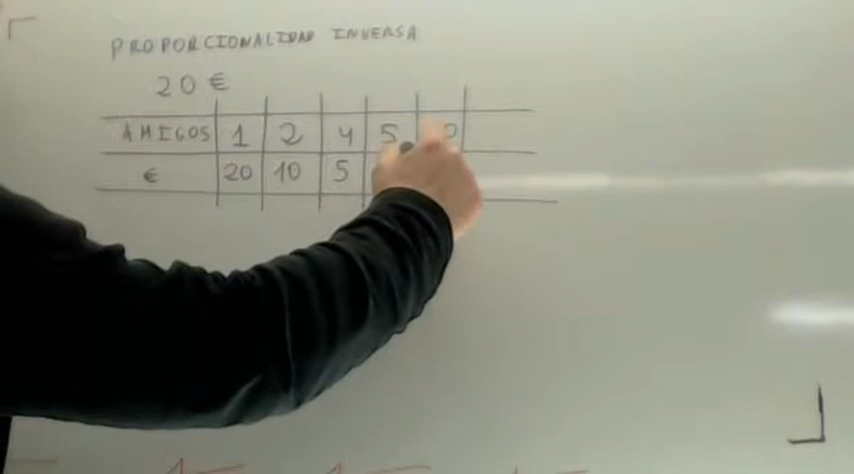 PROPORCIONALIDAD INVERSA
20 €
AMIGOS 1 2 4 5
€ 20 10 5